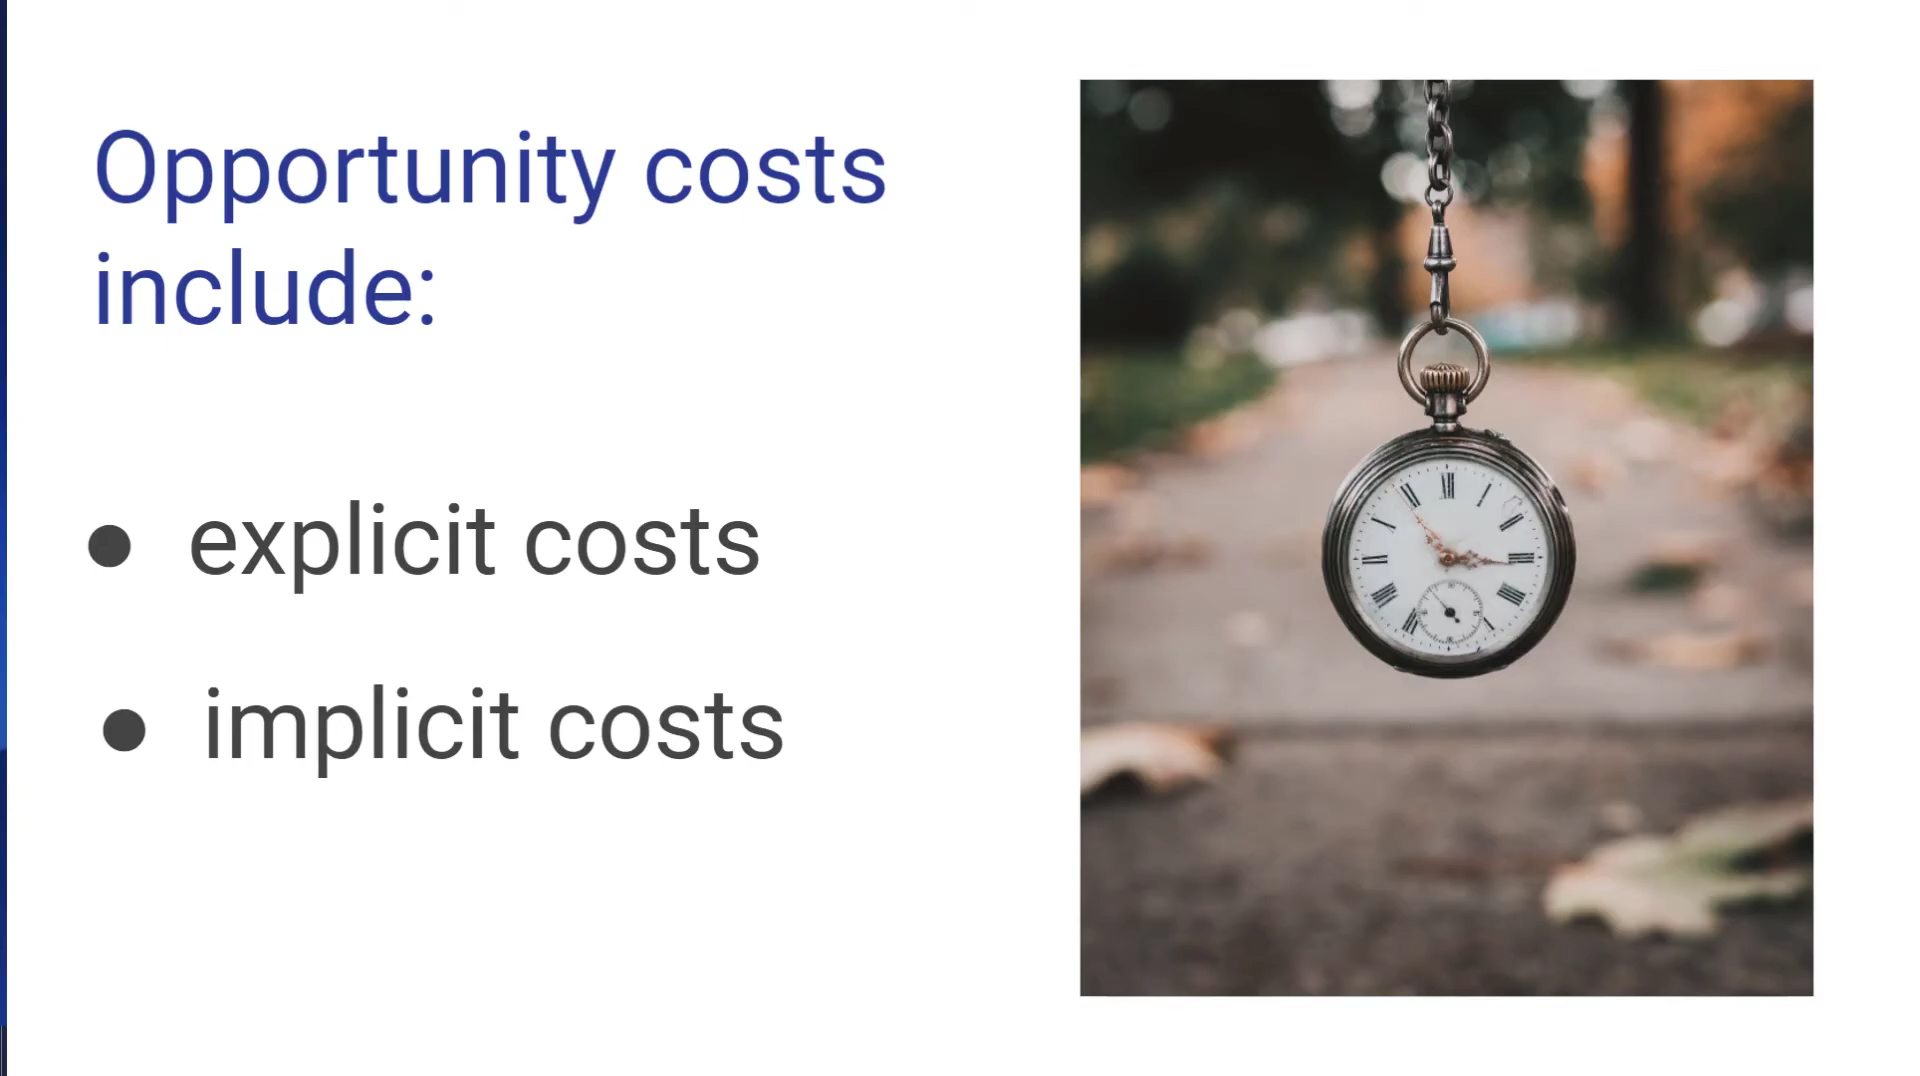 Opportunity costs
include:
● explicit costs
● implicit costs